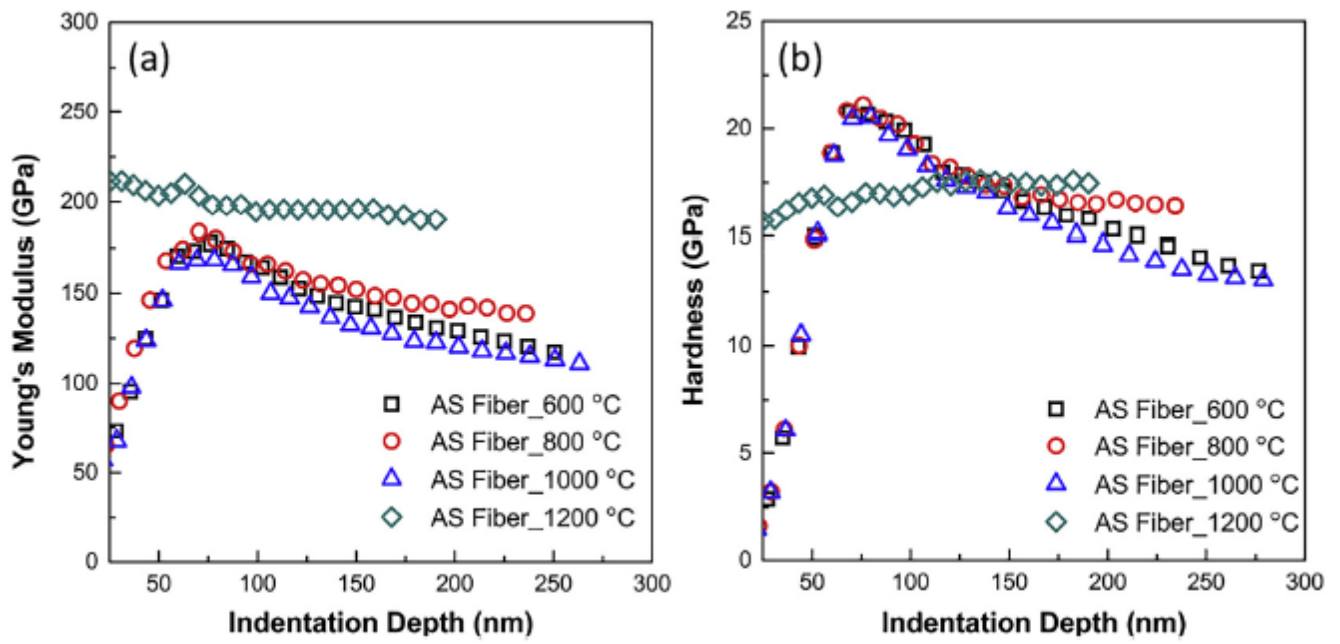 (a)
Young's Modulus (GPa)
300
250
200
150
100
50
0
AS Fiber_600 °C
AS Fiber_800 °C
AS Fiber_1000 °C
AS Fiber_1200 °C
50 100 150 200 250 300
Indentation Depth (nm)
(b)
Hardness (GPa)
25
20
15
10
5
0
AS Fiber_600 °C
AS Fiber_800 °C
AS Fiber_1000 °C
AS Fiber_1200 °C
50 100 150 200 250 300
Indentation Depth (nm)